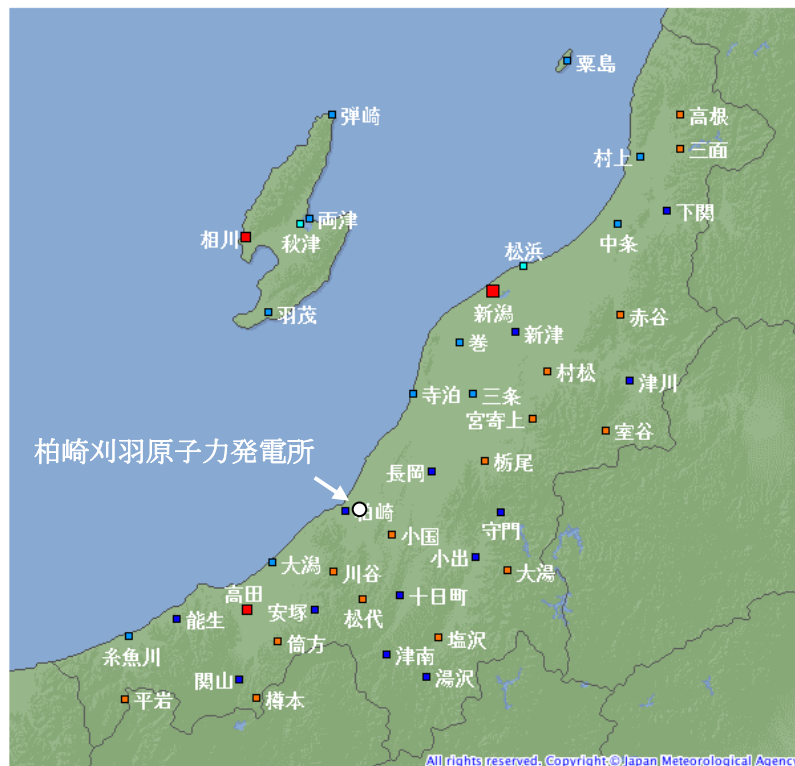 粟島
弾崎
高根
三面
村上
両津
下関
相川
秋津
中条
松浜
羽茂
新潟
赤谷
新津
巻
村松
津川
寺泊
三条
宮寄上
室谷
柏崎刈羽原子力発電所
長岡
栃尾
柏崎
守門
小国
小出
大潟
川谷
大湯
高田
十日町
安塚
松代
能生
糸魚川
筒方
塩沢
津南
関山
湯沢
平岩
樽本
All rights reserved. Copyright © Japan Meteorological Agency